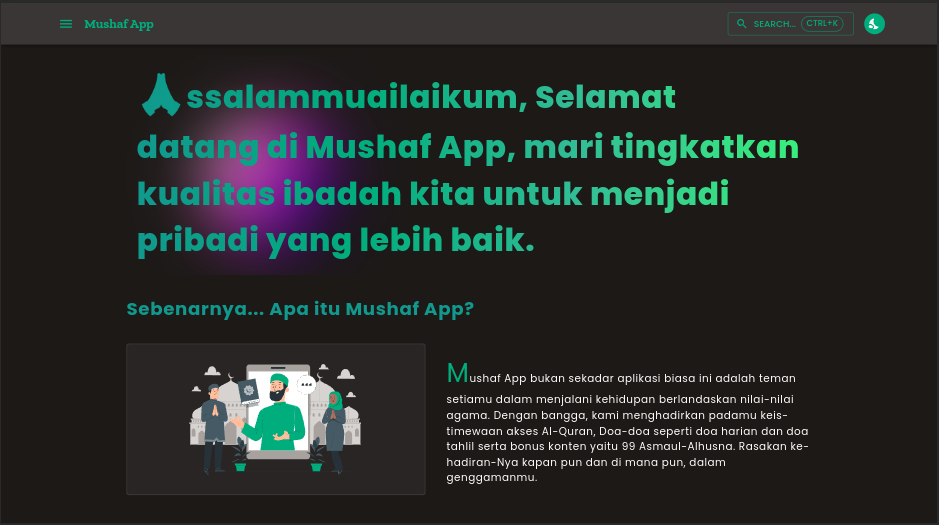 Mushaf App
SEARCH... CTRL+K
🙏ssalammuailaikum, Selamat
datang di Mushaf App, mari tingkatkan
kualitas ibadah kita untuk menjadi
pribadi yang lebih baik.
Sebenarnya... Apa itu Mushaf App?
Mushaf App bukan sekadar aplikasi biasa ini adalah teman
setiamu dalam menjalani kehidupan berlandaskan nilai-nilai
agama. Dengan bangga, kami menghadirkan padamu keis-
timewaan akses Al-Quran, Doa-doa seperti doa harian dan doa
tahlil serta bonus konten yaitu 99 Asmaul-Alhusna. Rasakan ke-
hadiran-Nya kapan pun dan di mana pun, dalam
genggamanmu.